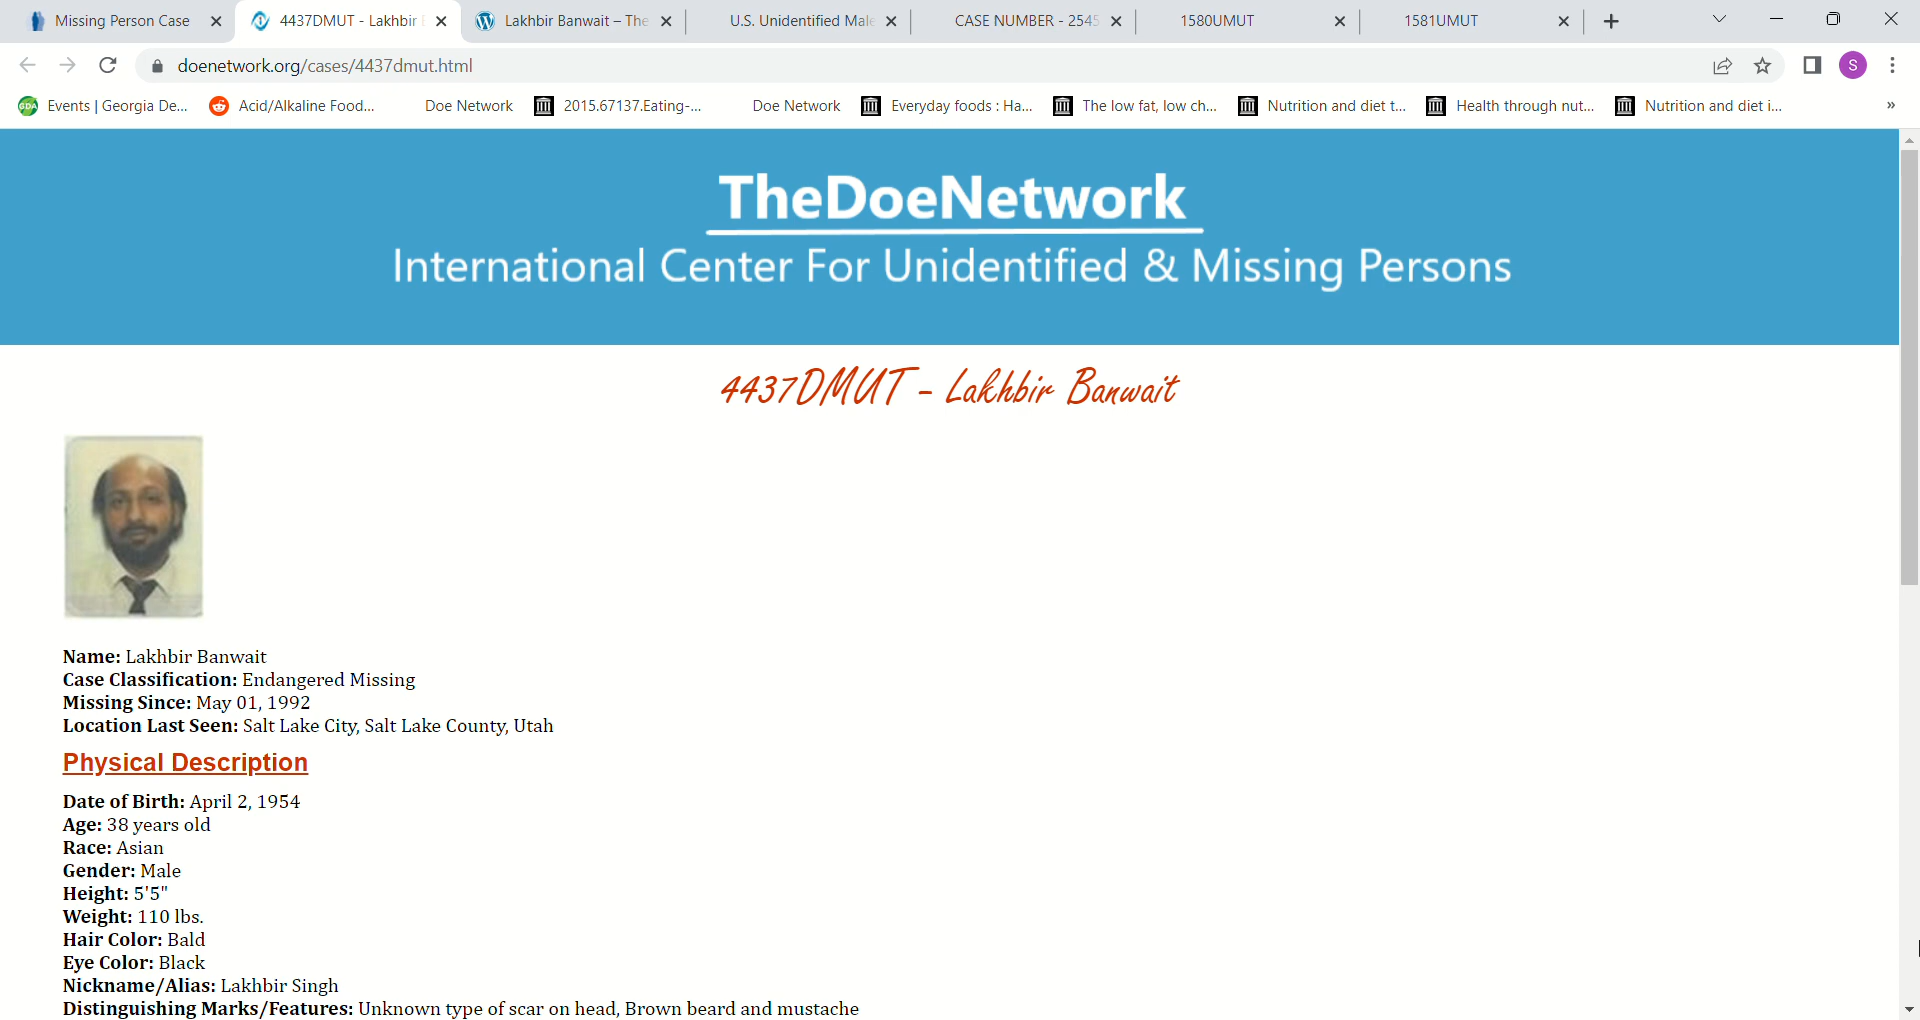 Missing Person Case
4437DMUT - Lakhbir
Lakhbir Banwait – The
U.S. Unidentified Male
CASE NUMBER - 2545
1580UMUT
1581UMUT
doenetwork.org/cases/4437dmut.html
S
GDA
Events | Georgia De...
Acid/Alkaline Food...
Doe Network
2015.67137.Eating-...
Doe Network
Everyday foods : Ha...
The low fat, low ch...
Nutrition and diet t...
Health through nut...
Nutrition and diet i...
»
TheDoeNetwork
International Center For Unidentified & Missing Persons
4437DMUT - Lakhbir Banwait
Name: Lakhbir Banwait
Case Classification: Endangered Missing
Missing Since: May 01, 1992
Location Last Seen: Salt Lake City, Salt Lake County, Utah
Physical Description
Date of Birth: April 2, 1954
Age: 38 years old
Race: Asian
Gender: Male
Height: 5'5"
Weight: 110 lbs.
Hair Color: Bald
Eye Color: Black
Nickname/Alias: Lakhbir Singh
Distinguishing Marks/Features: Unknown type of scar on head, Brown beard and mustache